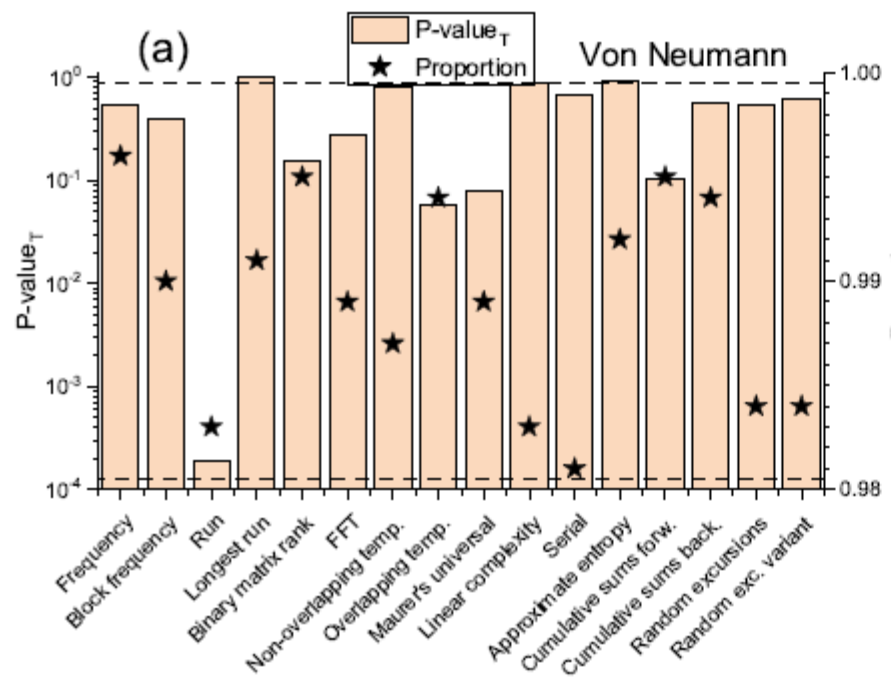 (a)
P-value_T
Proportion
Von Neumann
10^0
10^-1
10^-2
10^-3
10^-4
P-value_T
1.00
0.99
0.98
Frequency
Block frequency
Run
Longest run
Binary matrix rank
FFT
Non-overlapping temp.
Overlapping temp.
Maurer's universal
Linear complexity
Serial
Approximate entropy
Cumulative sums forw.
Cumulative sums back.
Random excursions
Random exc. variant